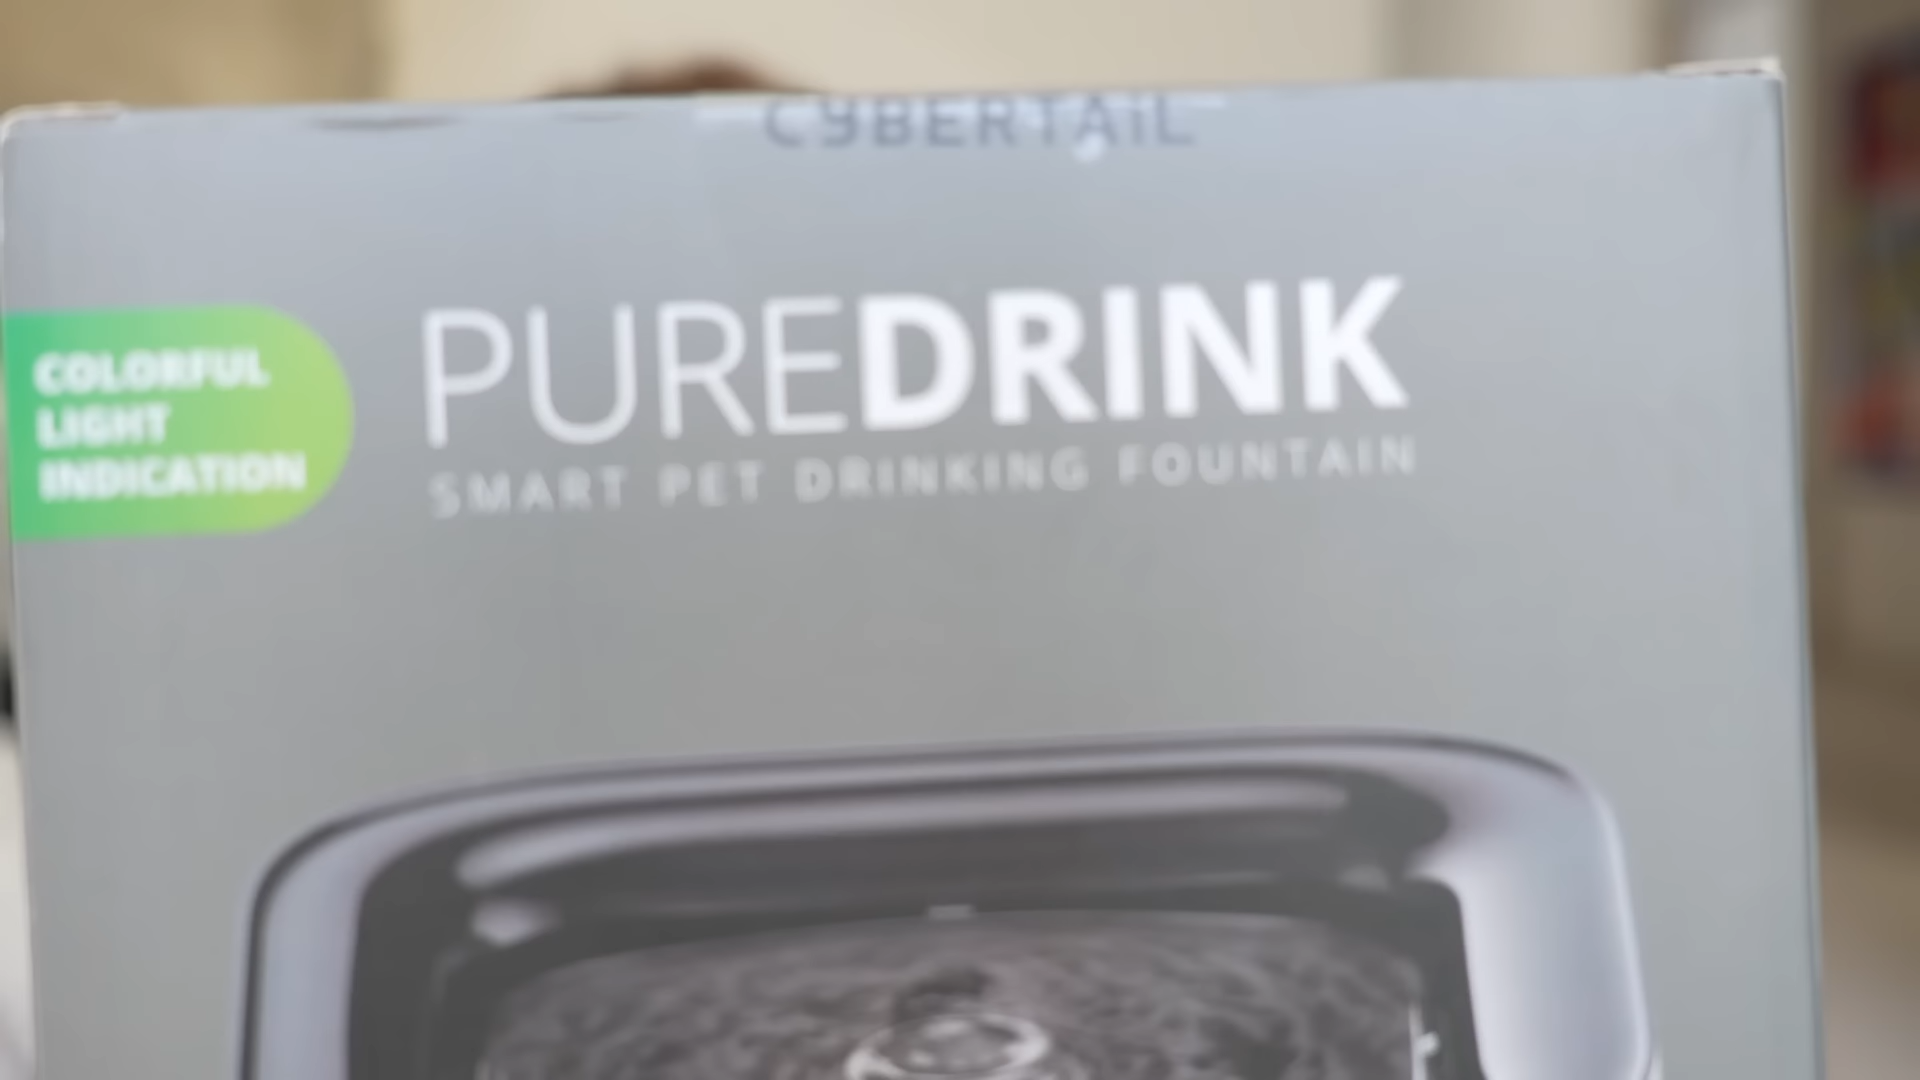 CYBERTAIL
PUREDRINK
SMART PET DRINKING FOUNTAIN
COLORFUL
LIGHT
INDICATION